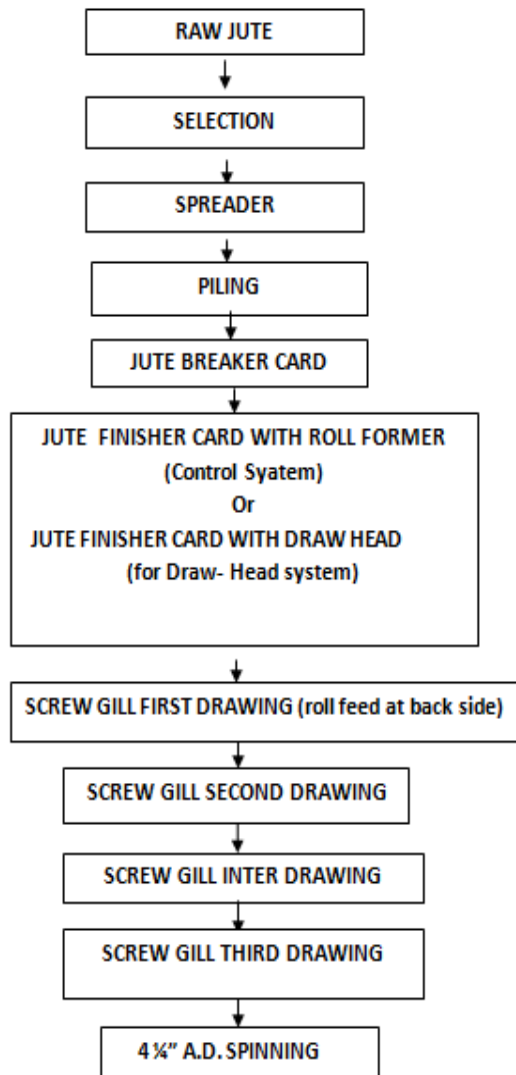 RAW JUTE
SELECTION
SPREADER
PILING
JUTE BREAKER CARD
JUTE FINISHER CARD WITH ROLL FORMER
(Control Syatem)
Or
JUTE FINISHER CARD WITH DRAW HEAD
(for Draw- Head system)
SCREW GILL FIRST DRAWING (roll feed at back side)
SCREW GILL SECOND DRAWING
SCREW GILL INTER DRAWING
SCREW GILL THIRD DRAWING
4 ¼” A.D. SPINNING